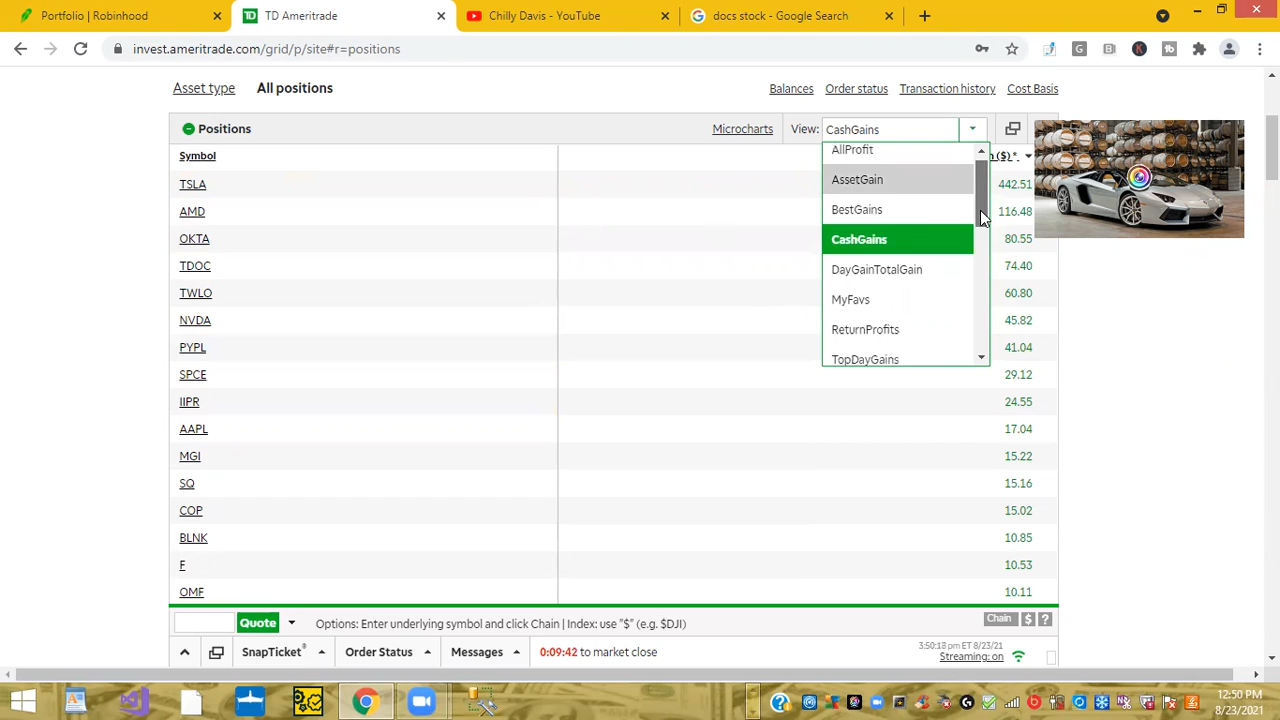 Portfolio | Robinhood
TD Ameritrade
Chilly Davis - YouTube
docs stock - Google Search
invest.ameritrade.com/grid/p/site#r=positions
Asset type All positions Balances Order status Transaction history Cost Basis
Positions Microcharts View: CashGains
Symbol ($)*
TSLA 442.51
AMD 116.48
OKTA 80.55
TDOC 74.40
TWLO 60.80
NVDA 45.82
PYPL 41.04
SPCE 29.12
IIPR 24.55
AAPL 17.04
MGI 15.22
SQ 15.16
COP 15.02
BLNK 10.85
F 10.53
OMF 10.11
AllProfit
AssetGain
BestGains
CashGains
DayGainTotalGain
MyFavs
ReturnProfits
TopDayGains
Quote Options: Enter underlying symbol and click Chain | Index: use "$" (e.g. $DJI) Chain $ ?
SnapTicket® Order Status Messages 0:09:42 to market close
3:50:18 pm ET 8/23/21
Streaming: on
12:50 PM
8/23/2021